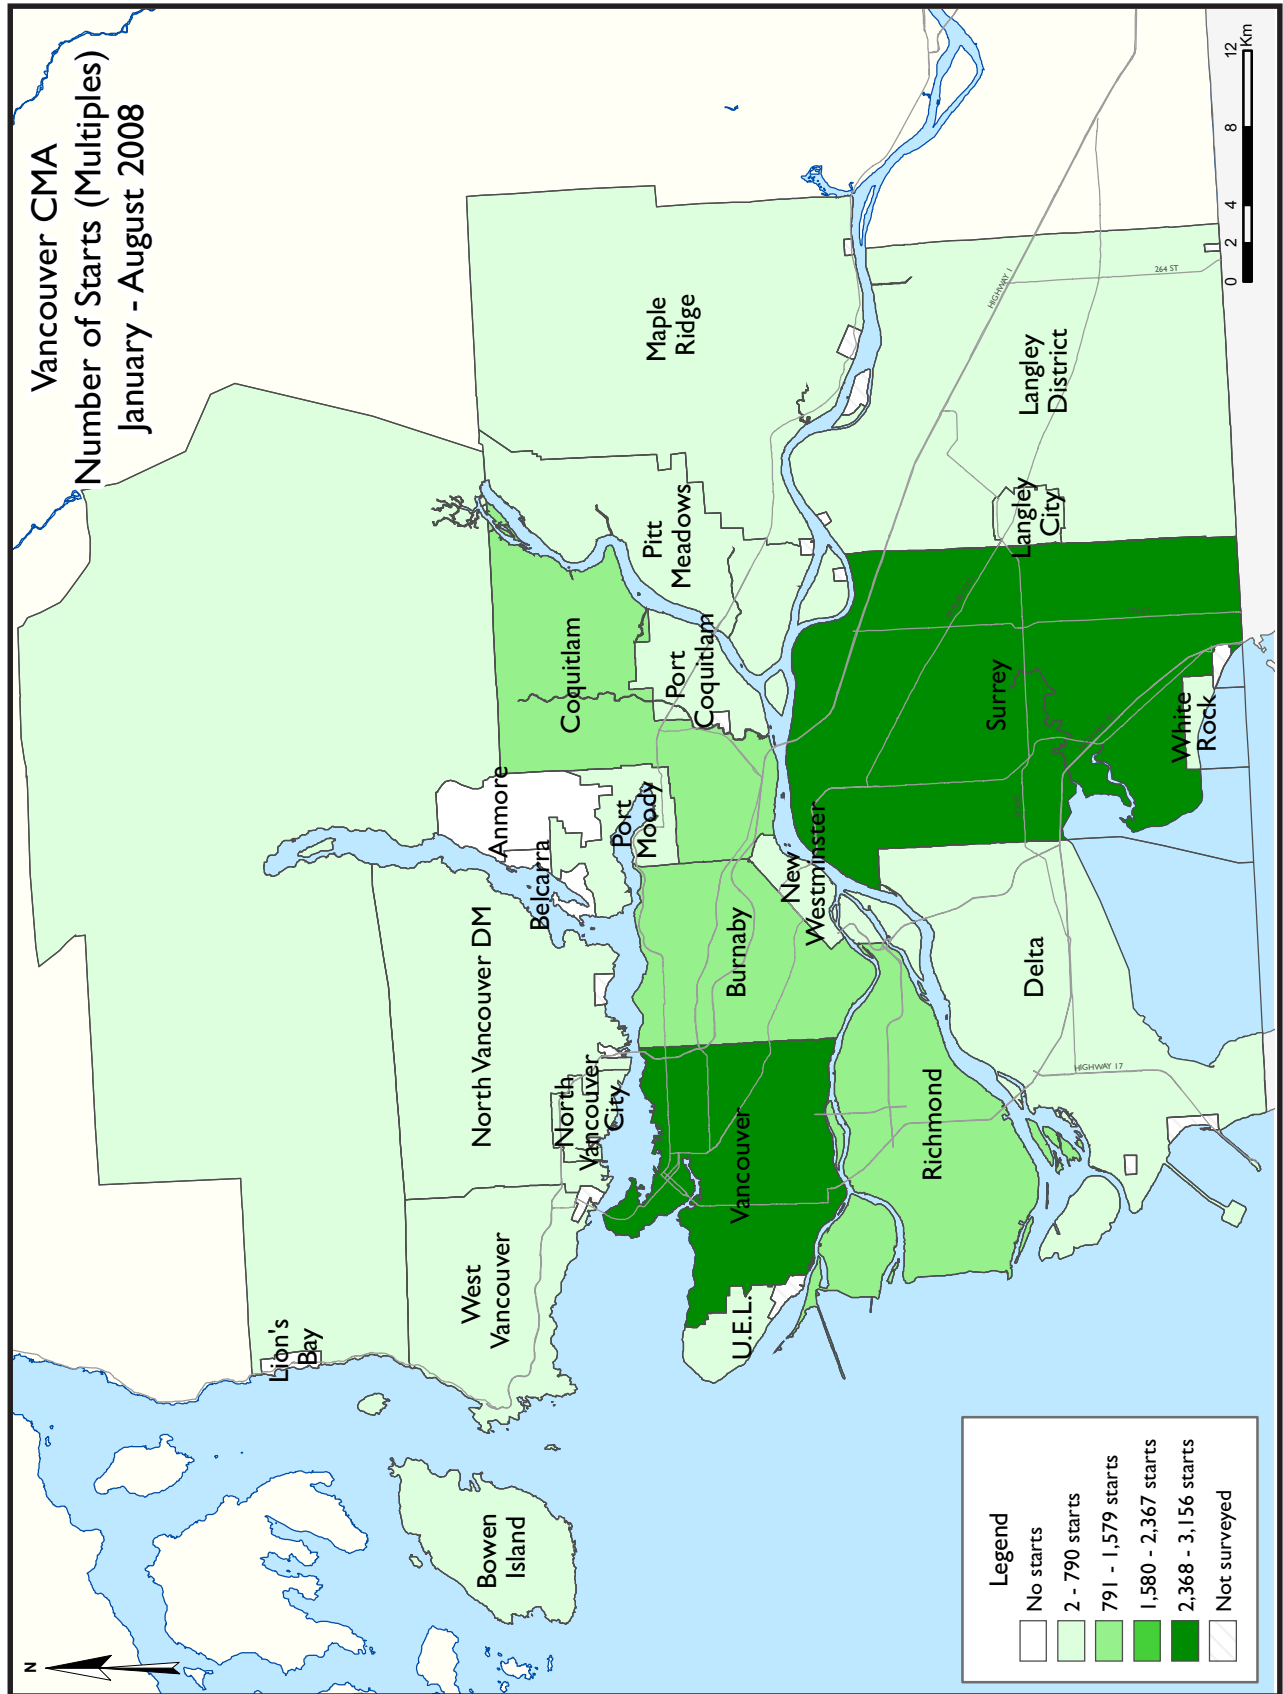 Vancouver CMA
Number of Starts (Multiples)
January - August 2008
N
Lion's
Bay
Bowen
Island
West
Vancouver
North Vancouver DM
North
Vancouver
City
Anmore
Belcarra
Port
Moody
Coquitlam
Port
Coquitlam
Pitt
Meadows
Maple
Ridge
U.E.L.
Vancouver
Burnaby
New
Westminster
Richmond
Delta
Surrey
White
Rock
Langley
City
Langley
District
HIGHWAY 1
264 ST
HIGHWAY 17
Legend
No starts
2 - 790 starts
791 - 1,579 starts
1,580 - 2,367 starts
2,368 - 3,156 starts
Not surveyed
0 2 4 8 12
Km